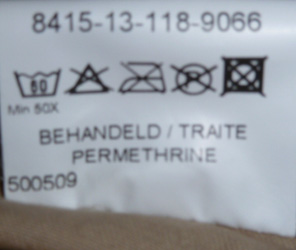 8415-13-118-9066
60
Min 50X
BEHANDELD / TRAITE
PERMETHRINE
500509